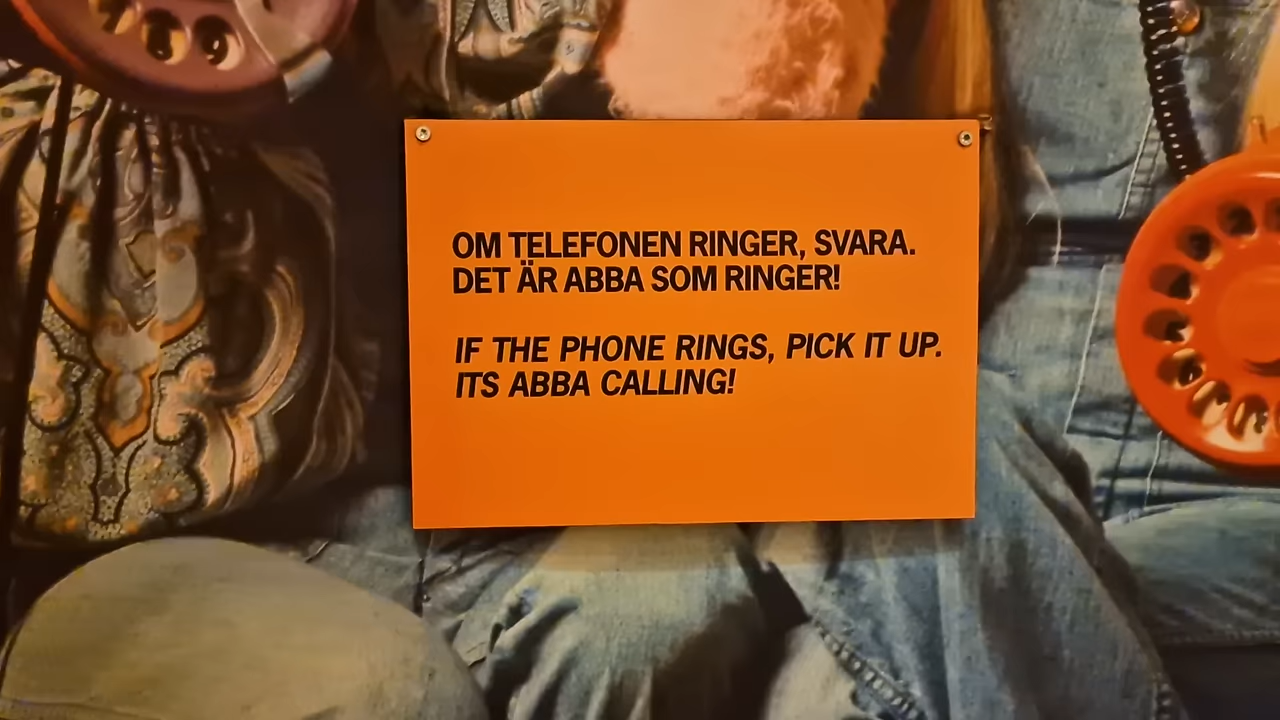 OM TELEFONEN RINGER, SVARA.
DET ÄR ABBA SOM RINGER!
IF THE PHONE RINGS, PICK IT UP.
ITS ABBA CALLING!